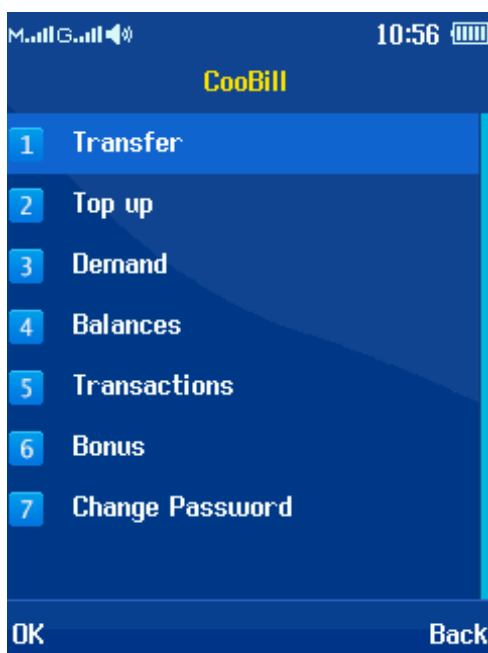 M G 10:56
CooBill
1 Transfer
2 Top up
3 Demand
4 Balances
5 Transactions
6 Bonus
7 Change Password
OK Back